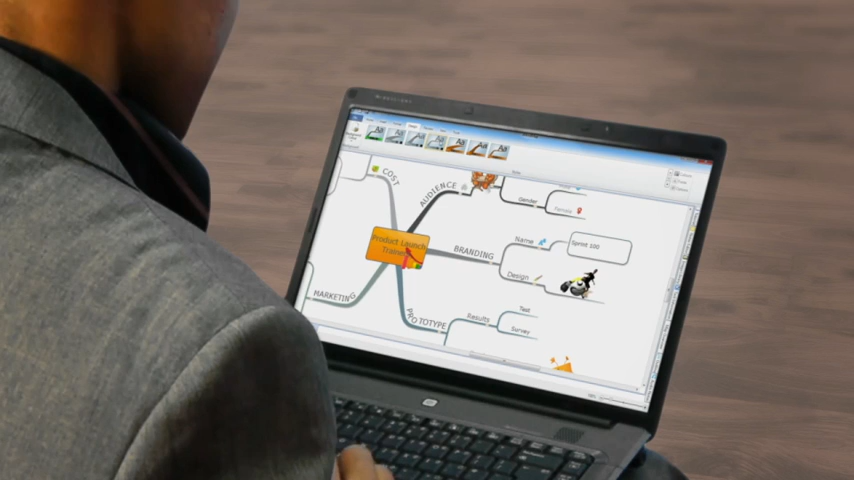 COST
AUDIENCE
Gender
Female
Product Launch
Trainer
BRANDING
Name
Sprint 100
Design
MARKETING
PROTOTYPE
Results
Test
Survey